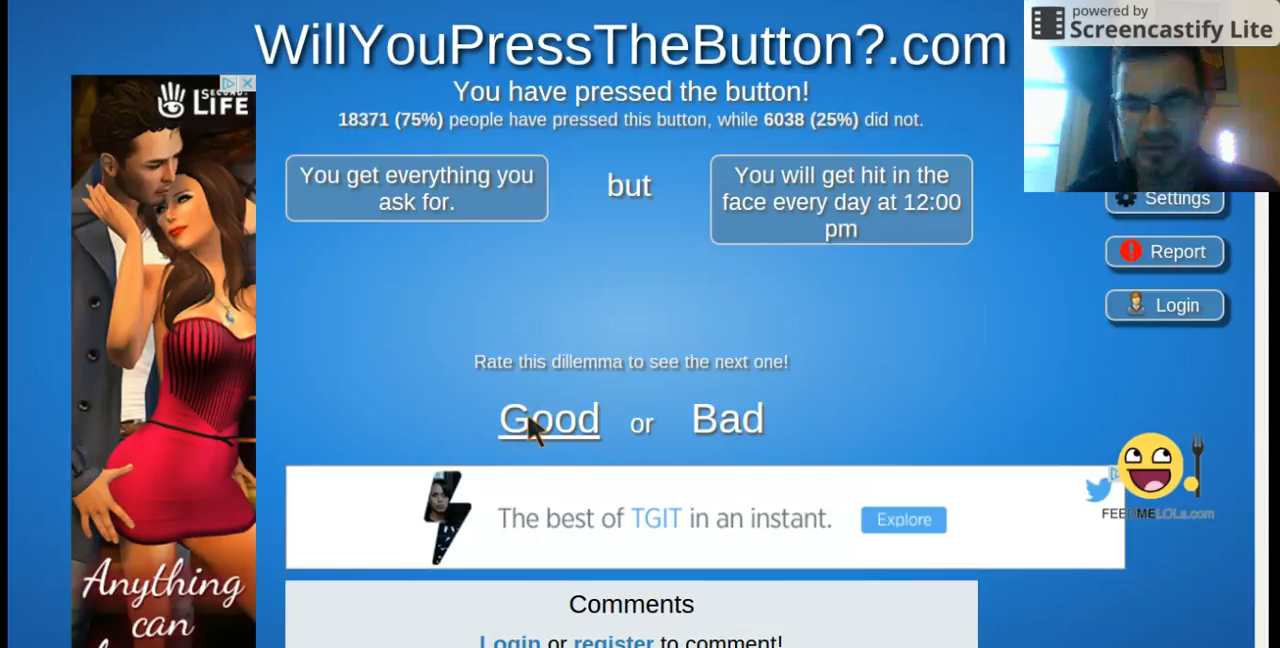 WillYouPressTheButton?.com
powered by
Screencastify Lite
You have pressed the button!
18371 (75%) people have pressed this button, while 6038 (25%) did not.
SECOND
LIFE
You get everything you
ask for.
but
You will get hit in the
face every day at 12:00
pm
Settings
Report
Login
Rate this dillemma to see the next one!
Good or Bad
The best of TGIT in an instant.
Explore
FEEDMELOLs.com
Anything
can
Comments
Login or register to comment!